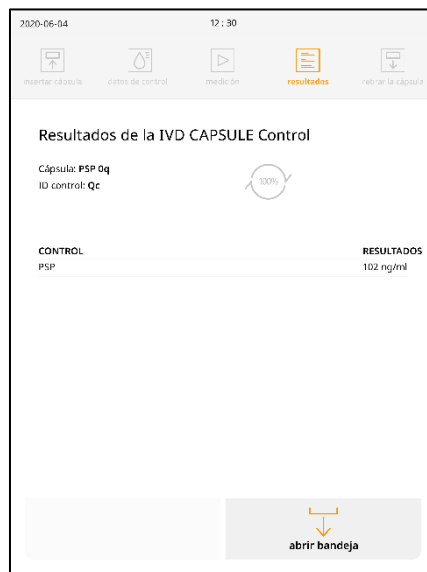 2020-06-04 12 : 30
insertar cápsula datos de control medición resultados retirar la cápsula
Resultados de la IVD CAPSULE Control
Cápsula: PSP 0q
ID control: Qc
100%
CONTROL RESULTADOS
PSP 102 ng/ml
abrir bandeja